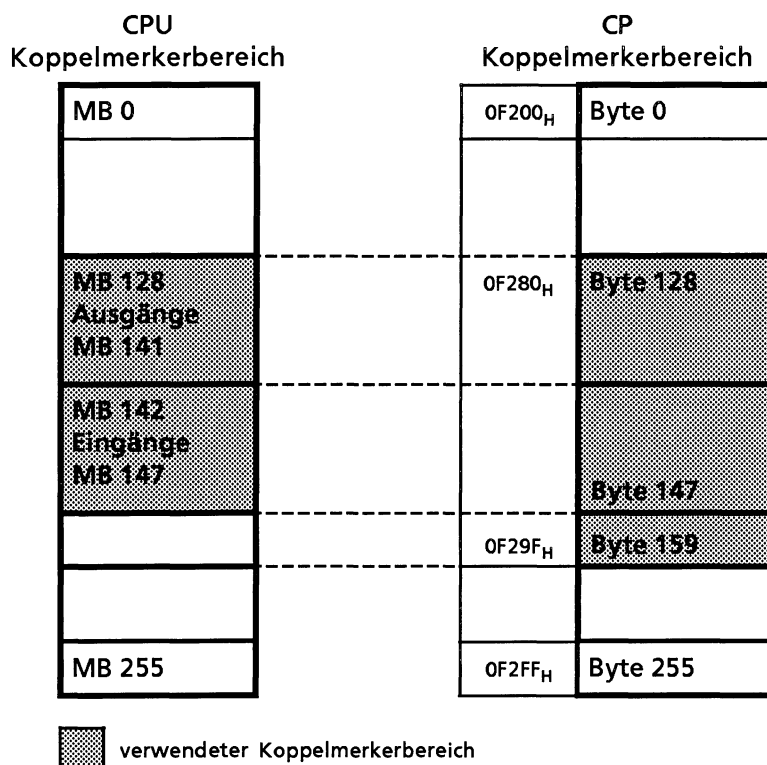 CPU
Koppelmerkerbereich
CP
Koppelmerkerbereich
MB 0
0F200H
Byte 0
MB 128
Ausgänge
MB 141
0F280H
Byte 128
MB 142
Eingänge
MB 147
Byte 147
0F29FH
Byte 159
MB 255
0F2FFH
Byte 255
verwendeter Koppelmerkerbereich